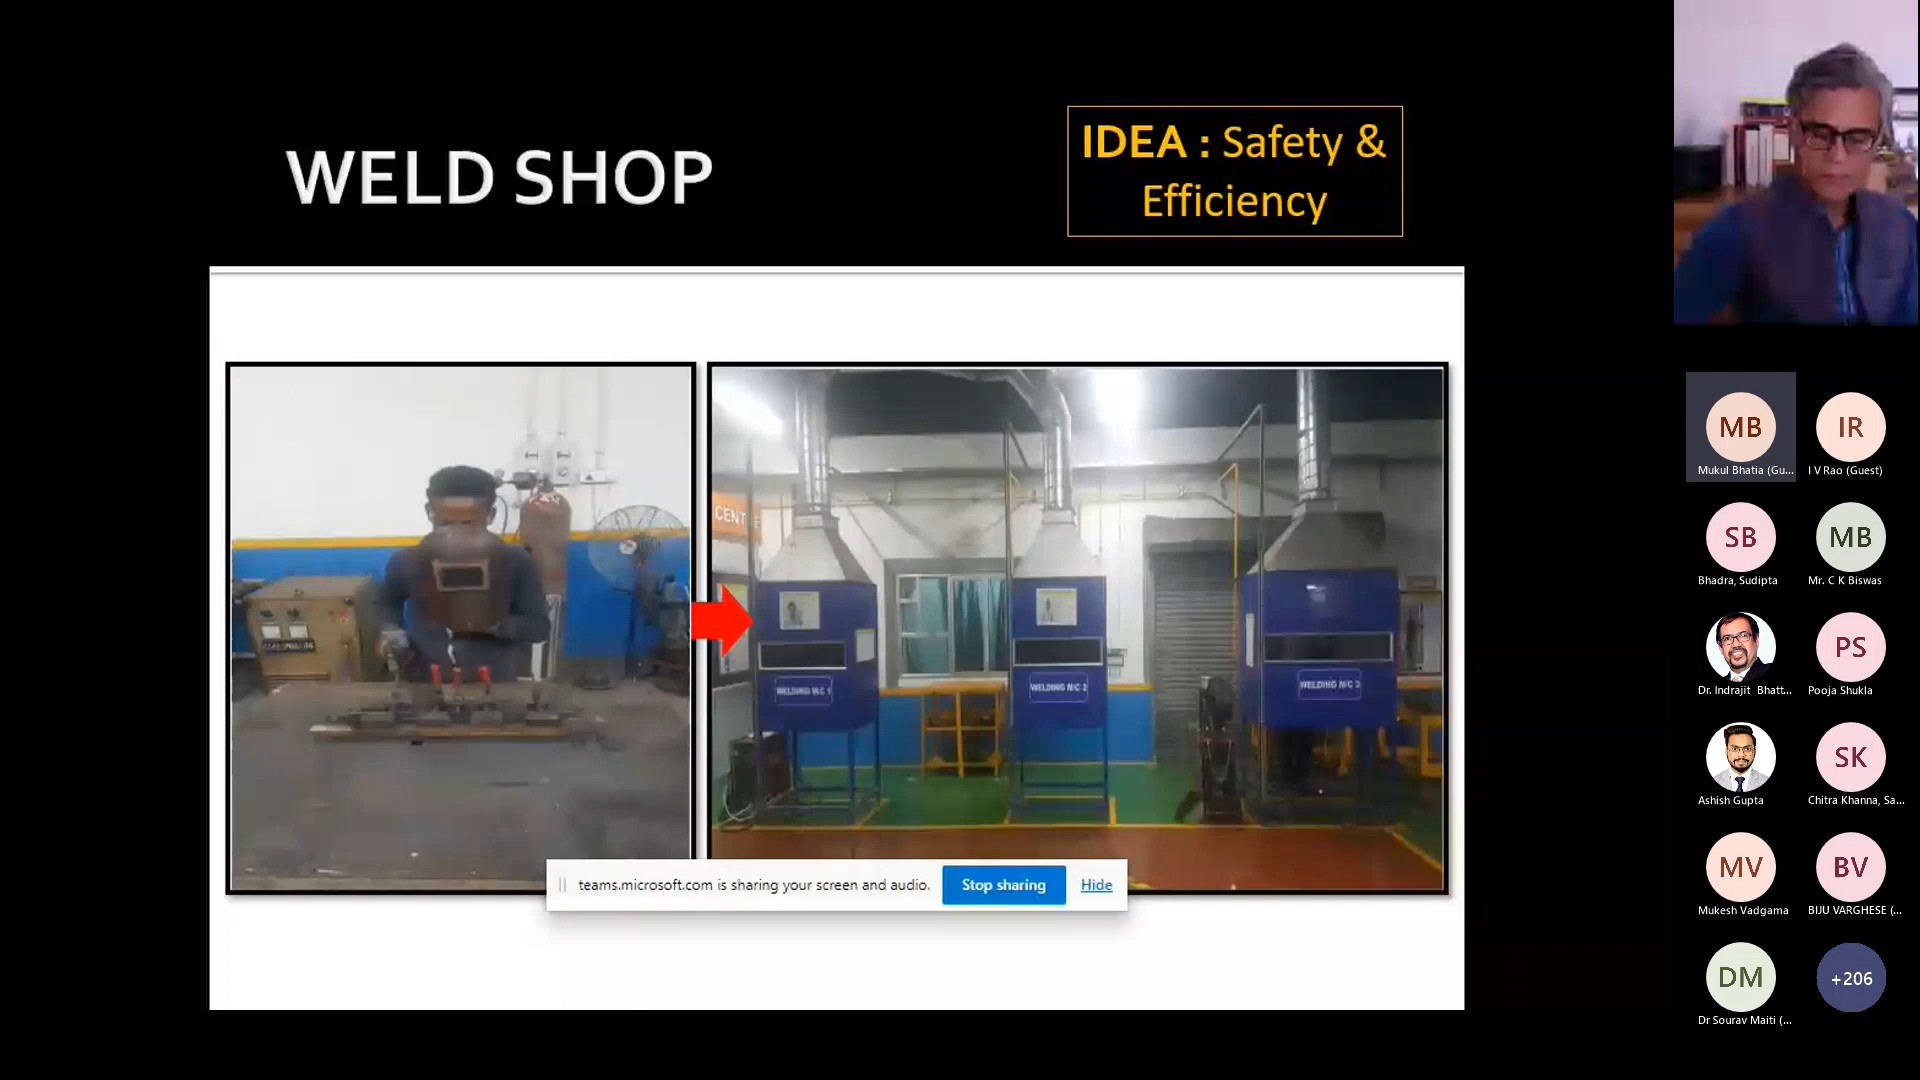 WELD SHOP
IDEA : Safety &
Efficiency
CENT
WELDING M/C 1
WELDING M/C 2
WELDING M/C 3
teams.microsoft.com is sharing your screen and audio.
Stop sharing
Hide
MB
IR
Mukul Bhatia (Gu...
I V Rao (Guest)
SB
MB
Bhadra, Sudipta
Mr. C K Biswas
PS
Dr. Indrajit Bhatt...
Pooja Shukla
SK
Ashish Gupta
Chitra Khanna, Sa...
MV
BV
Mukesh Vadgama
BIJU VARGHESE (...
DM
+206
Dr Sourav Maiti (...